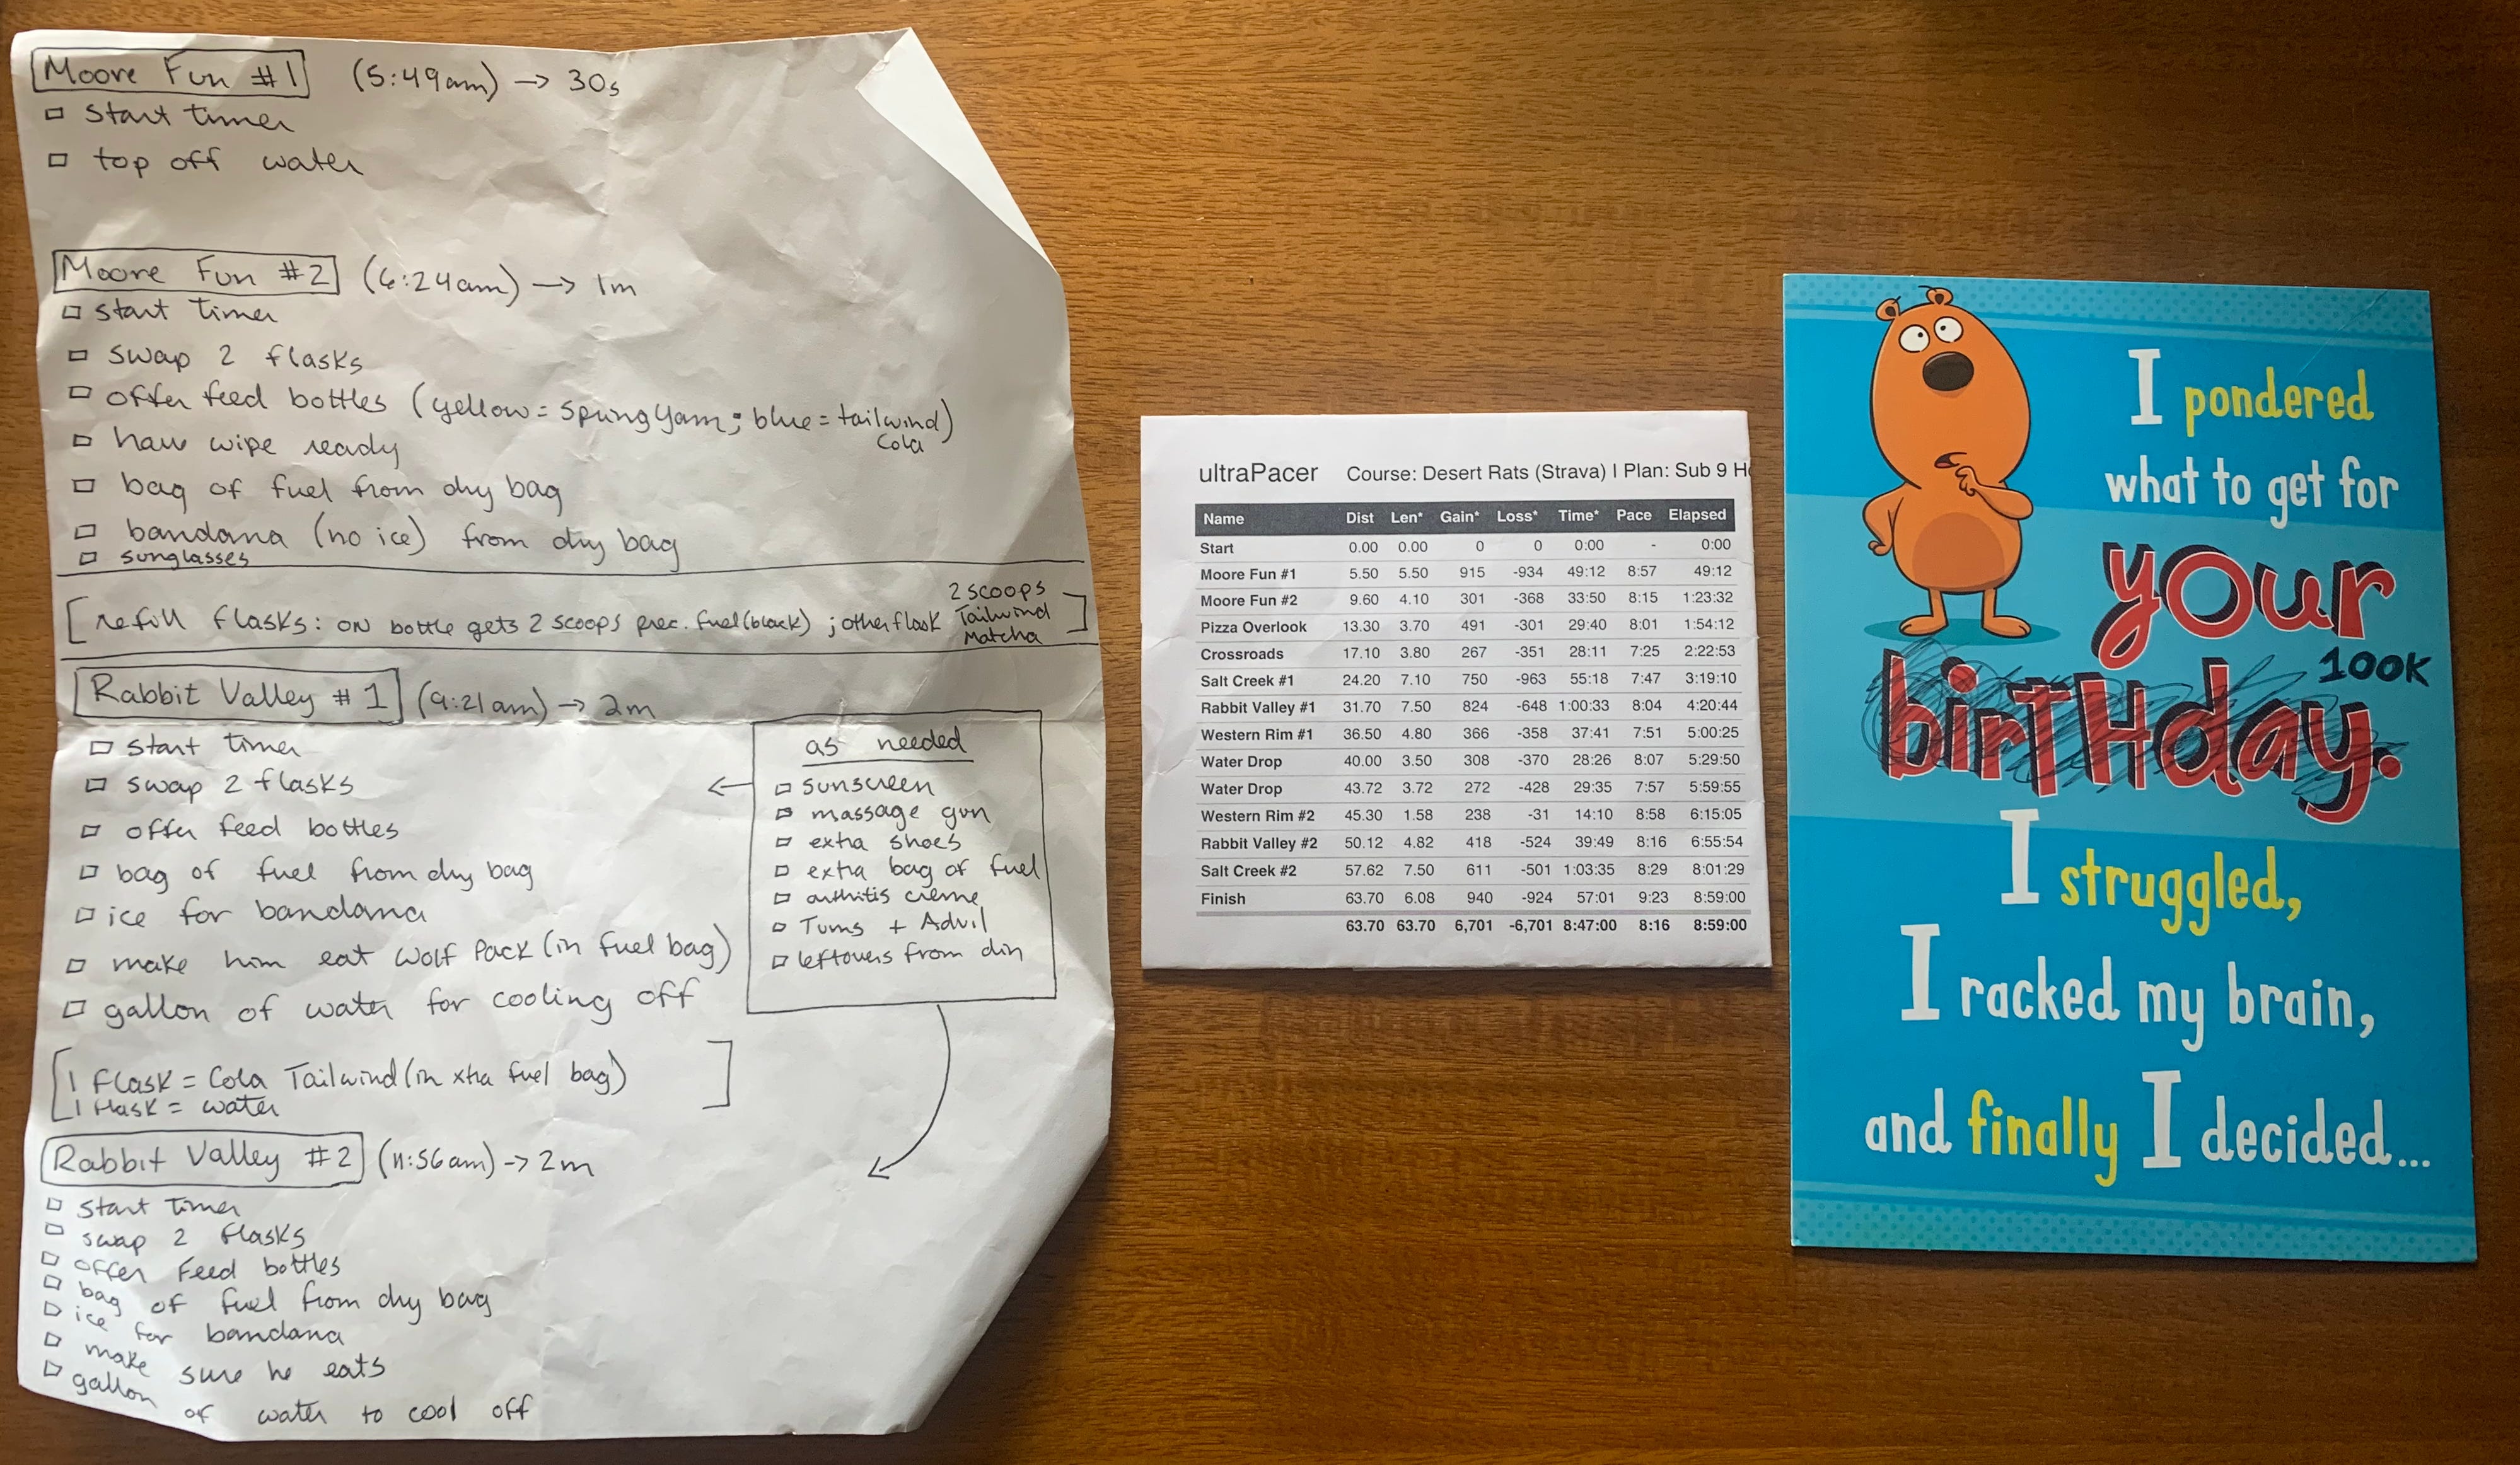 Moore Fun #1 (5:49am) → 30s
□ start timer
□ top off water
Moore Fun #2 (6:24am) → 1m
□ start timer
□ swap 2 flasks
□ offer feed bottles (yellow = spring yam; blue = tailwind)
Cola
□ have wipe ready
□ bag of fuel from dry bag
□ bandana (no ice) from dry bag
□ sunglasses
2 scoops
[refill flasks: on bottle gets 2 scoops prec. fuel (black) ; other flask Tailwind]
Matcha
Rabbit Valley #1 (9:21am) → 2m
□ start timer
□ swap 2 flasks
□ offer feed bottles
□ bag of fuel from dry bag
□ ice for bandana
□ make him eat Wolf Pack (in fuel bag)
□ gallon of water for cooling off
as needed
□ sunscreen
□ massage gun
□ extra shoes
□ extra bag of fuel
□ arthritis creme
□ Tums + Advil
□ leftovers from din
[1 flask = Cola Tailwind (in xtra fuel bag)
1 flask = water]
Rabbit Valley #2 (11:56am) → 2m
□ start timer
□ swap 2 flasks
□ offer feed bottles
□ bag of fuel from dry bag
□ ice for bandana
□ make sure he eats
□ gallon of water to cool off
ultraPacer Course: Desert Rats (Strava) | Plan: Sub 9 H
Name Dist Len* Gain* Loss* Time* Pace Elapsed
Start 0.00 0.00 0 0 0:00 - 0:00
Moore Fun #1 5.50 5.50 915 -934 49:12 8:57 49:12
Moore Fun #2 9.60 4.10 301 -368 33:50 8:15 1:23:32
Pizza Overlook 13.30 3.70 491 -301 29:40 8:01 1:54:12
Crossroads 17.10 3.80 267 -351 28:11 7:25 2:22:53
Salt Creek #1 24.20 7.10 750 -963 55:18 7:47 3:19:10
Rabbit Valley #1 31.70 7.50 824 -648 1:00:33 8:04 4:20:44
Western Rim #1 36.50 4.80 366 -358 37:41 7:51 5:00:25
Water Drop 40.00 3.50 308 -370 28:26 8:07 5:29:50
Water Drop 43.72 3.72 272 -428 29:35 7:57 5:59:55
Western Rim #2 45.30 1.58 238 -31 14:10 8:58 6:15:05
Rabbit Valley #2 50.12 4.82 418 -524 39:49 8:16 6:55:54
Salt Creek #2 57.62 7.50 611 -501 1:03:35 8:29 8:01:29
Finish 63.70 6.08 940 -924 57:01 9:23 8:59:00
63.70 63.70 6,701 -6,701 8:47:00 8:16 8:59:00
I pondered
what to get for
your
100K
birTHday.
I struggled,
I racked my brain,
and finally I decided...